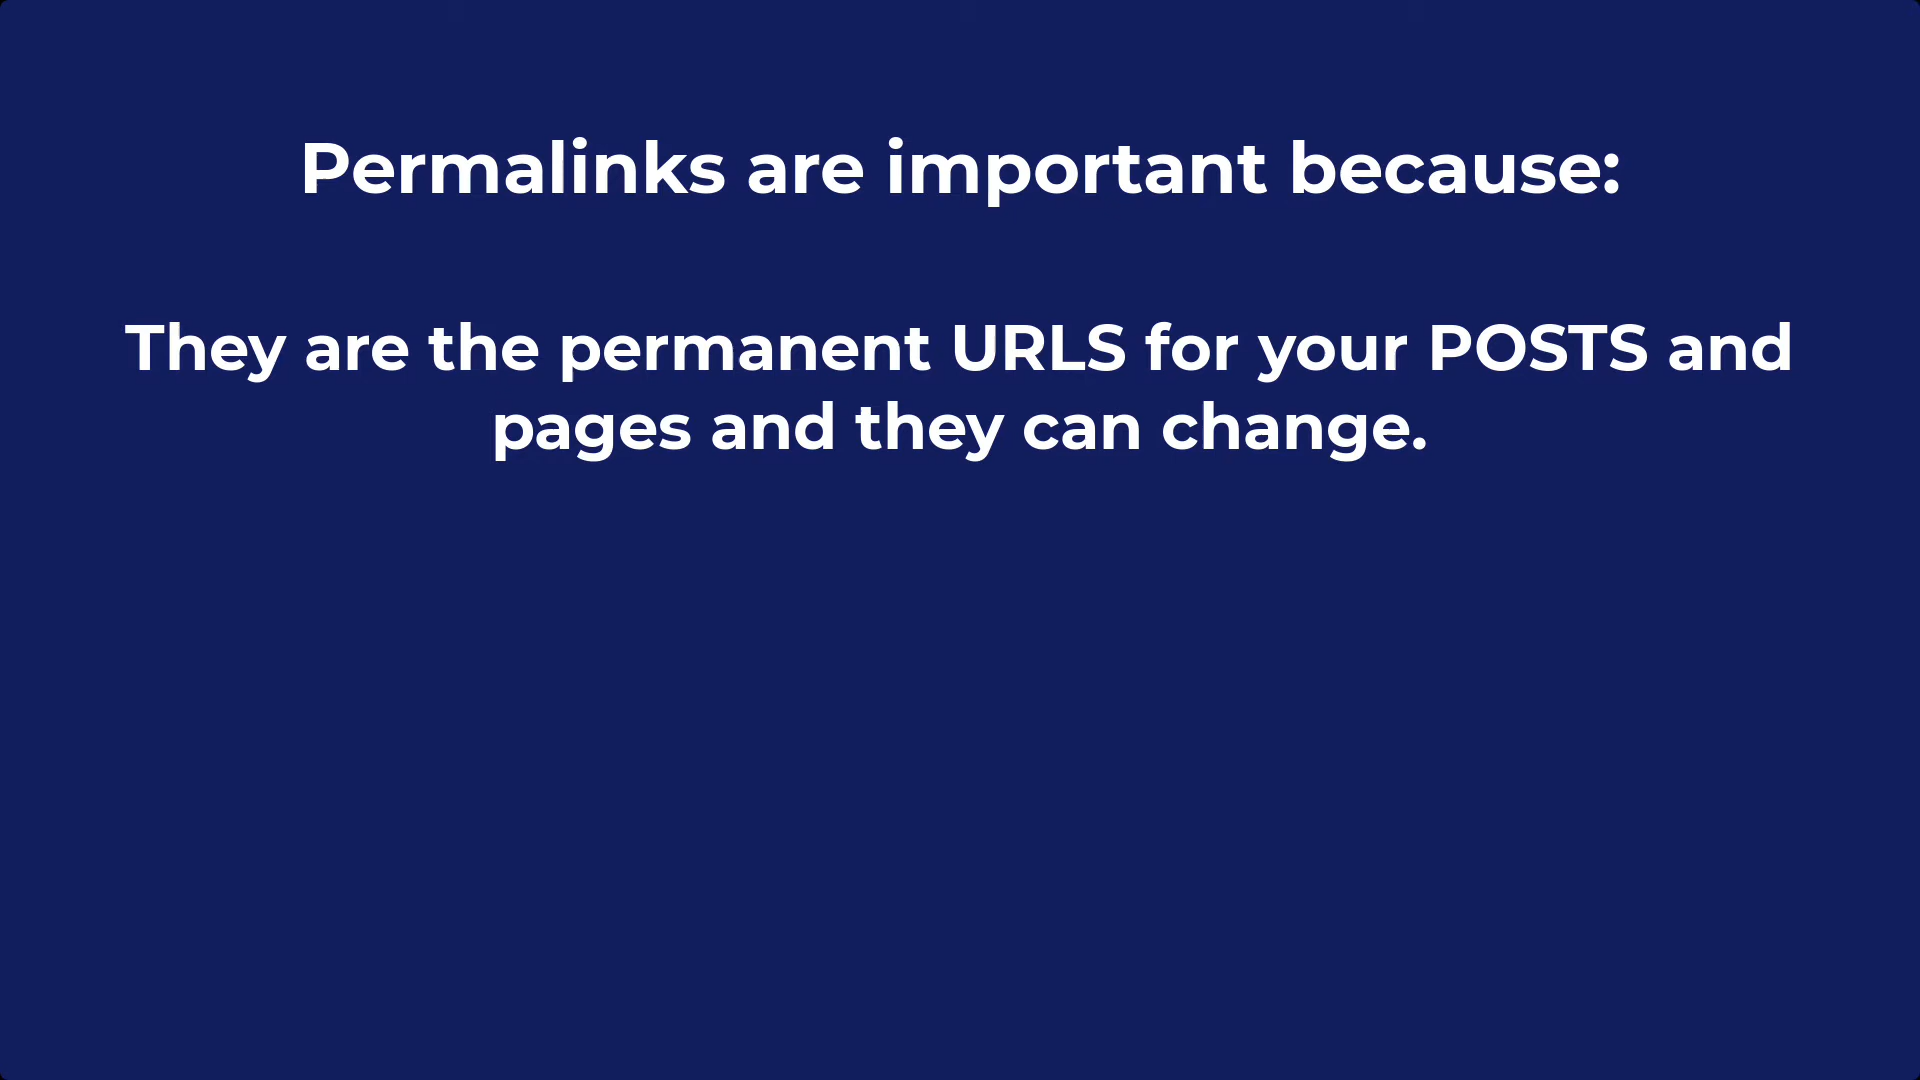 Permalinks are important because:
They are the permanent URLS for your POSTS and
pages and they can change.